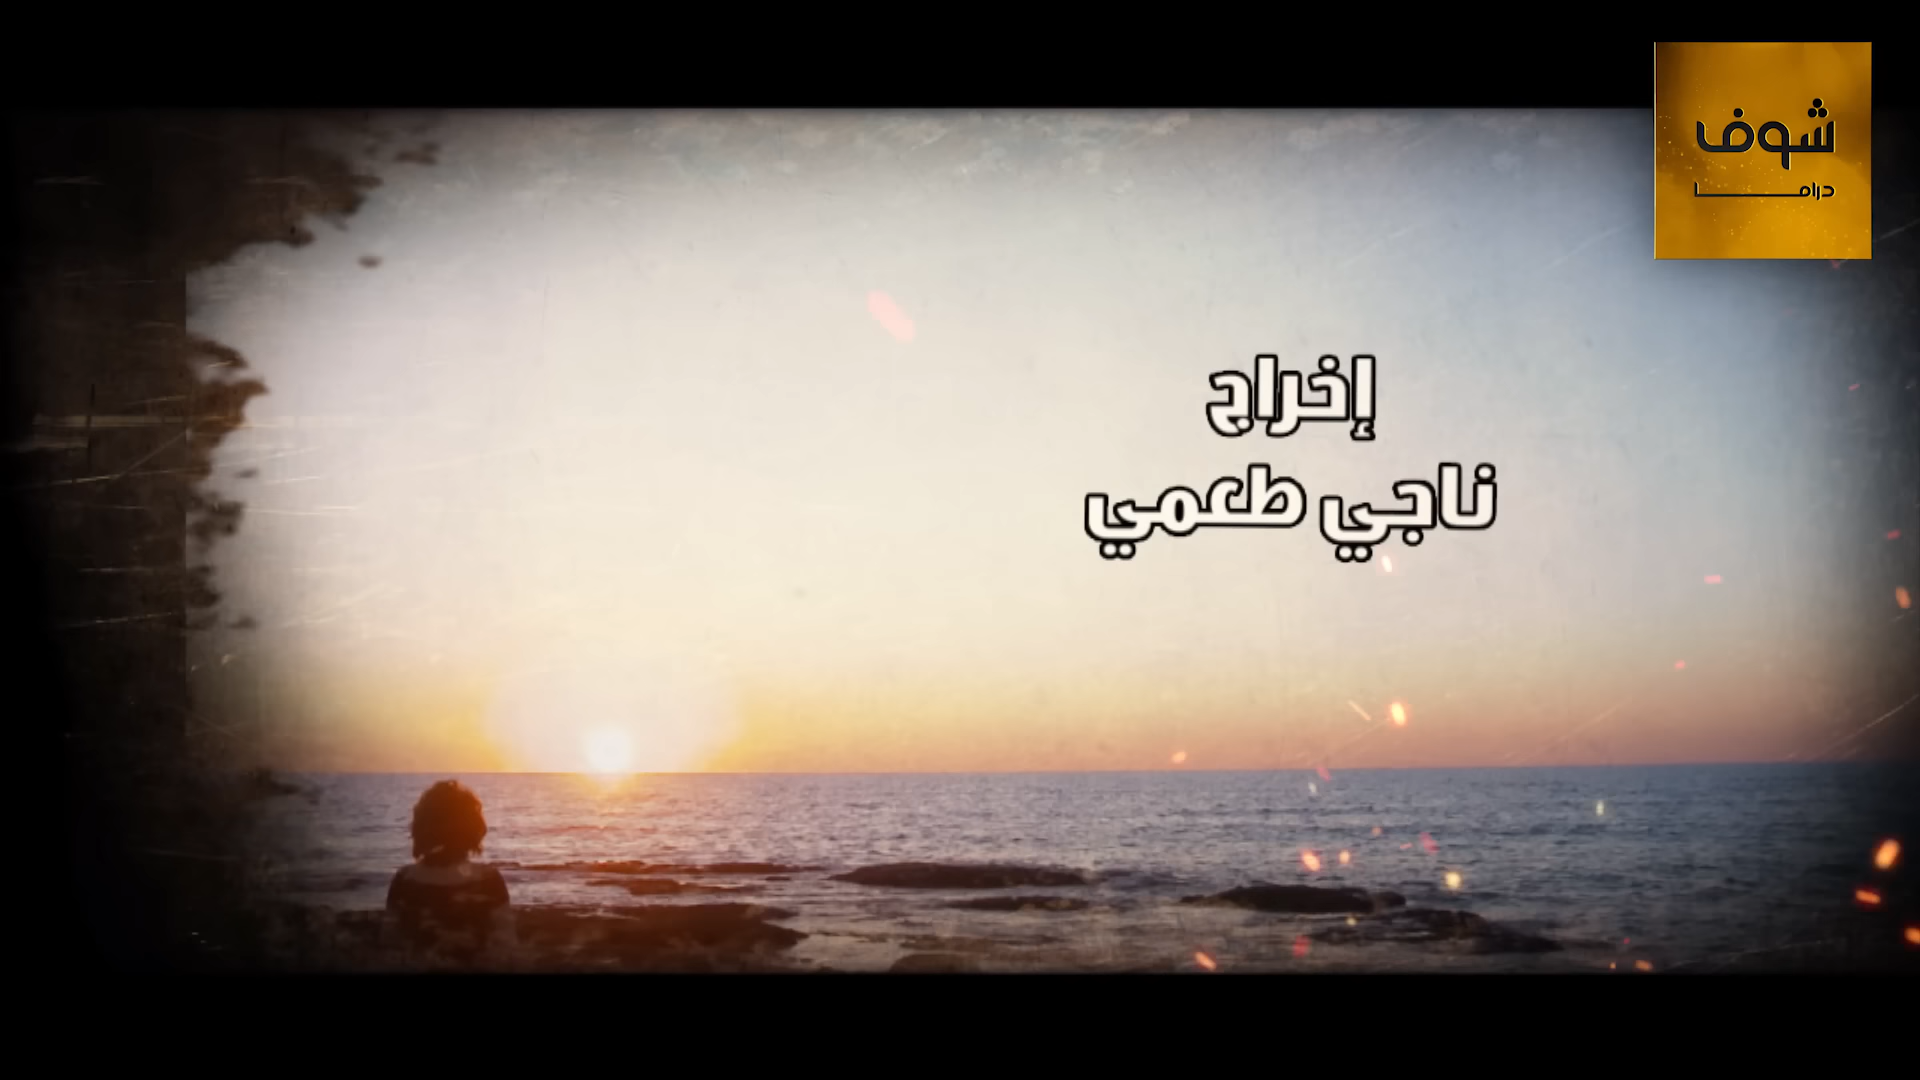 شوف
دراما
إخراج
ناجي طعمي